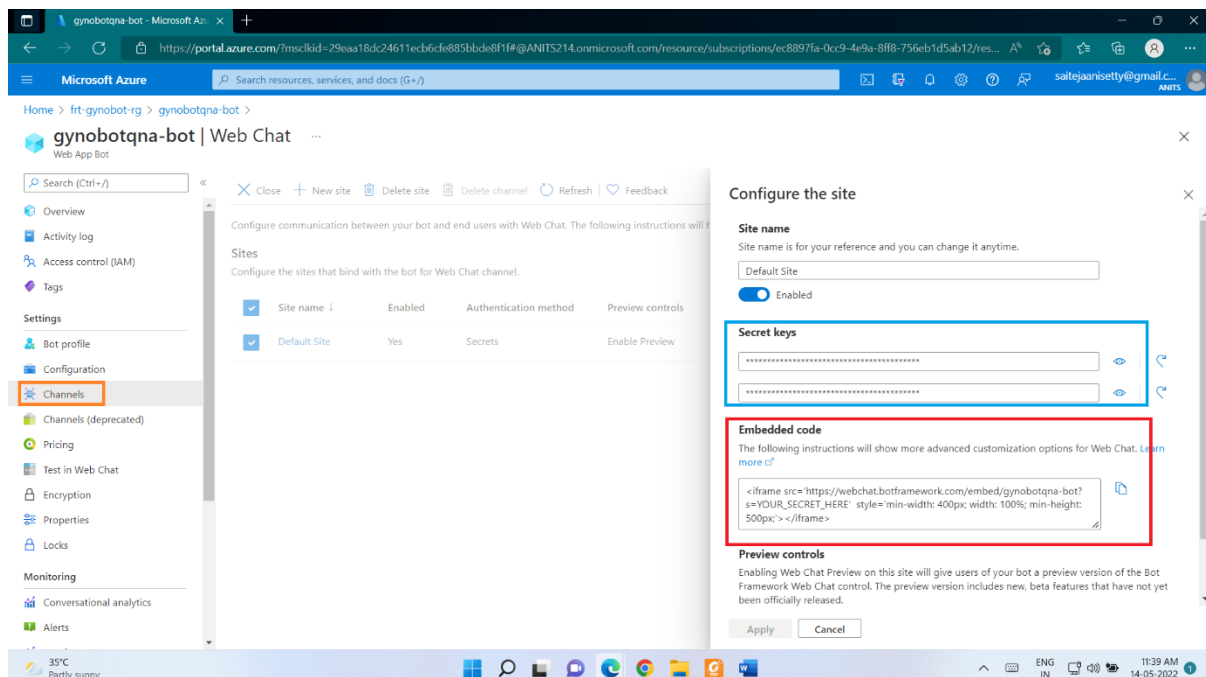 gynobotqna-bot - Microsoft Azu
https://portal.azure.com/?msclkid=29eaa18dc24611ecb6cfe885bbde8f1f#@ANITS214.onmicrosoft.com/resource/subscriptions/ec8897fa-0cc9-4e9a-8ff8-756eb1d5ab12/res...
Microsoft Azure
Search resources, services, and docs (G+/)
saitejaanisetty@gmail.c...
ANITS
Home > frt-gynobot-rg > gynobotqna-bot >
gynobotqna-bot | Web Chat ...
Web App Bot
Search (Ctrl+/)
Overview
Activity log
Access control (IAM)
Tags
Settings
Bot profile
Configuration
Channels
Channels (deprecated)
Pricing
Test in Web Chat
Encryption
Properties
Locks
Monitoring
Conversational analytics
Alerts
Close New site Delete site Delete channel Refresh Feedback
Configure communication between your bot and end users with Web Chat. The following instructions will h
Sites
Configure the sites that bind with the bot for Web Chat channel.
Site name ↓ Enabled Authentication method Preview controls
Default Site Yes Secrets Enable Preview
Configure the site
Site name
Site name is for your reference and you can change it anytime.
Default Site
Enabled
Secret keys
Embedded code
The following instructions will show more advanced customization options for Web Chat. Learn
more
<iframe src='https://webchat.botframework.com/embed/gynobotqna-bot?
s=YOUR_SECRET_HERE' style='min-width: 400px; width: 100%; min-height:
500px;'></iframe>
Preview controls
Enabling Web Chat Preview on this site will give users of your bot a preview version of the Bot
Framework Web Chat control. The preview version includes new, beta features that have not yet
been officially released.
Apply Cancel
35°C
Partly sunny
ENG
IN
11:39 AM
14-05-2022
1